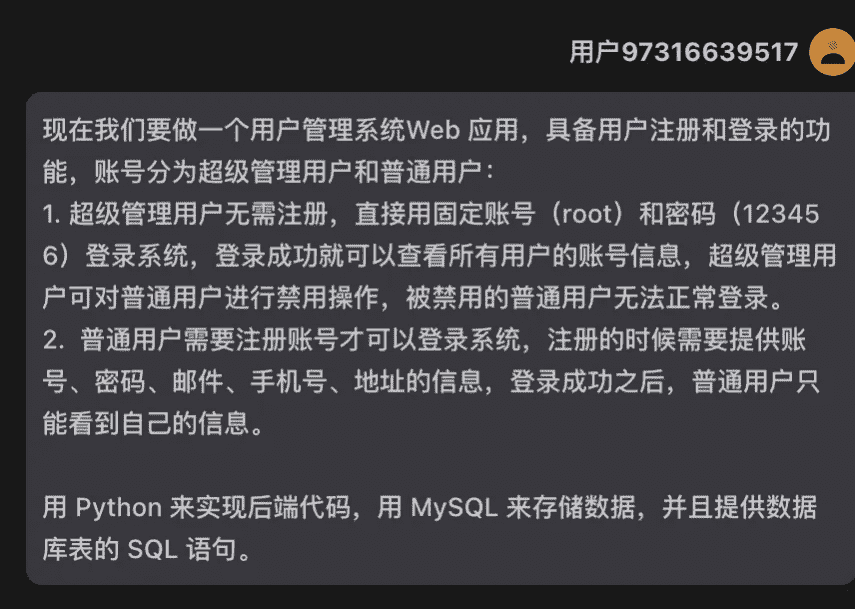 用户97316639517
现在我们要做一个用户管理系统Web 应用，具备用户注册和登录的功
能，账号分为超级管理用户和普通用户：
1. 超级管理用户无需注册，直接用固定账号（root）和密码（12345
6）登录系统，登录成功就可以查看所有用户的账号信息，超级管理用
户可对普通用户进行禁用操作，被禁用的普通用户无法正常登录。
2. 普通用户需要注册账号才可以登录系统，注册的时候需要提供账
号、密码、邮件、手机号、地址的信息，登录成功之后，普通用户只
能看到自己的信息。
用 Python 来实现后端代码，用 MySQL 来存储数据，并且提供数据
库表的 SQL 语句。